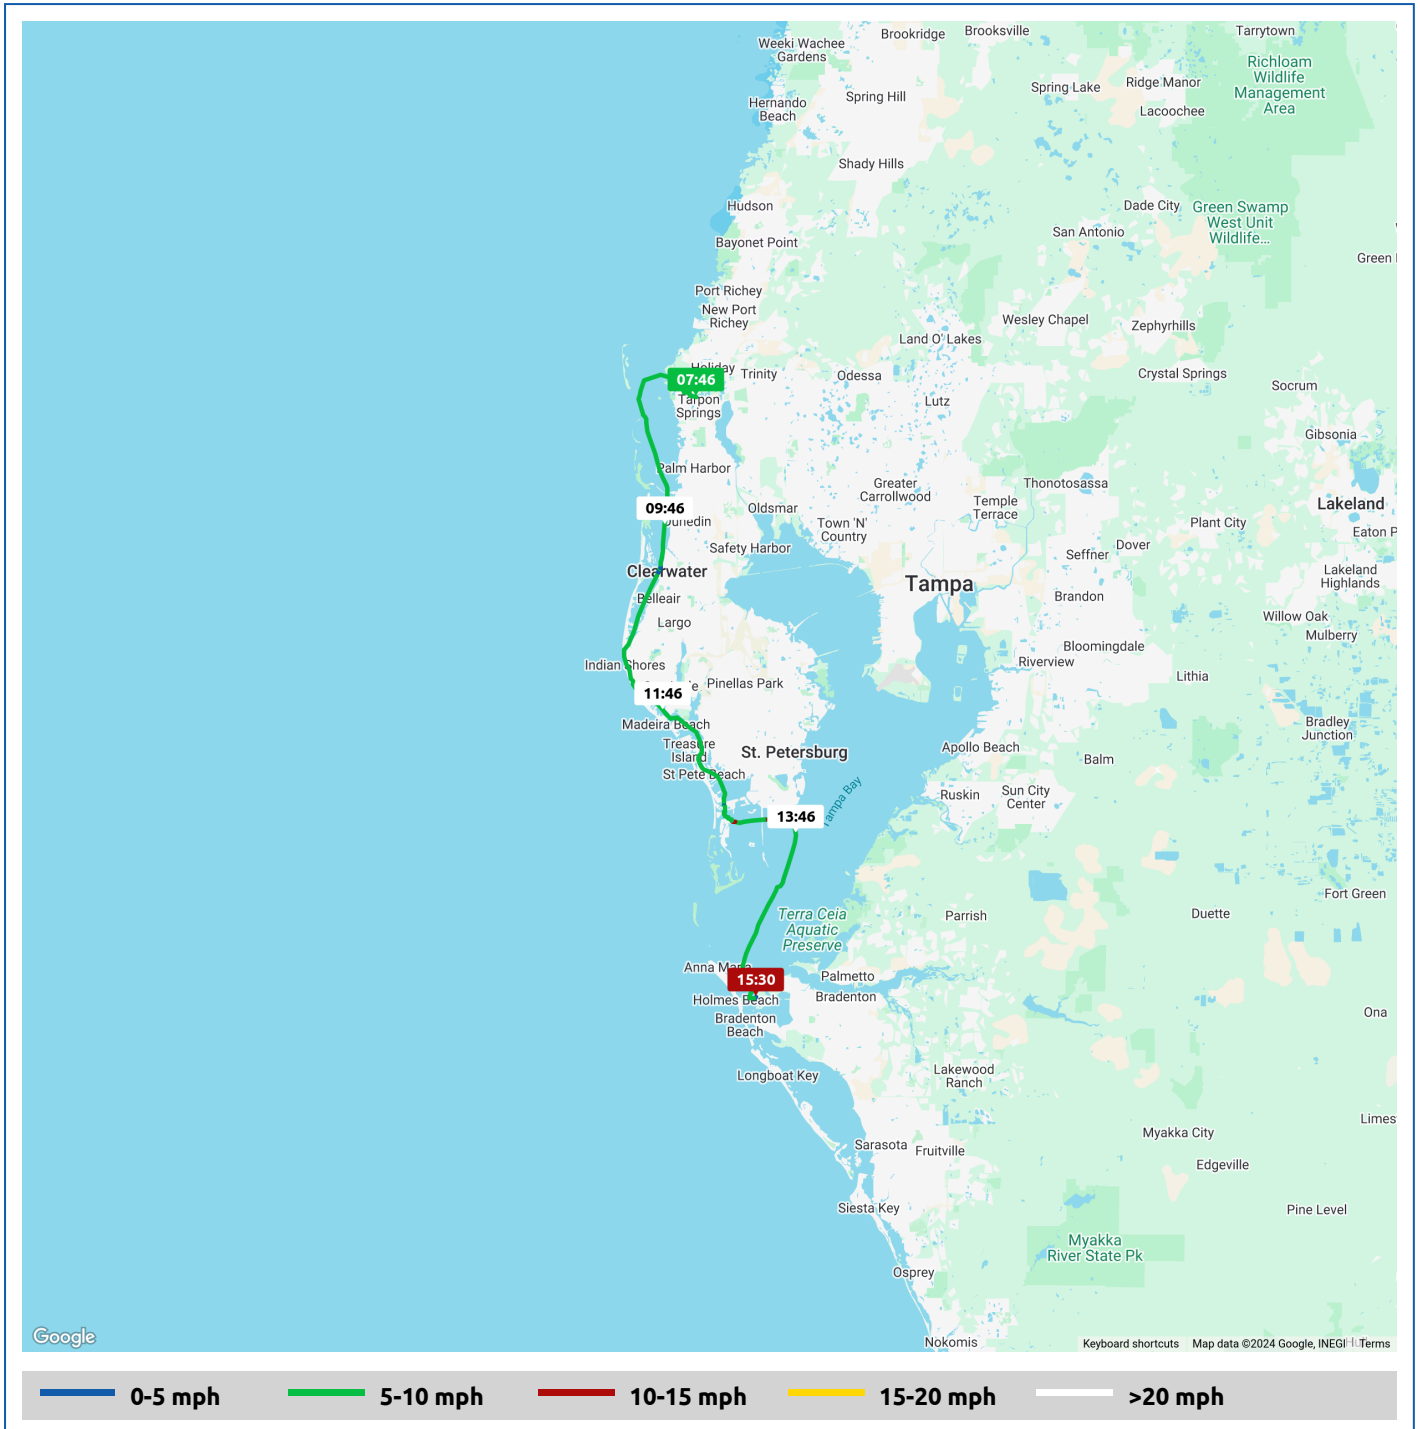 Weeki Wachee
Gardens
Brookridge
Brooksville
Tarrytown
Richloam
Wildlife
Management
Area
Spring Lake
Ridge Manor
Lacoochee
Hernando
Beach
Spring Hill
Shady Hills
Hudson
Dade City
Green Swamp
West Unit
Wildlife...
San Antonio
Bayonet Point
Green
Port Richey
New Port
Richey
Wesley Chapel
Zephyrhills
Land O' Lakes
Holiday
Trinity
Odessa
Crystal Springs
Socrum
07:46
Tarpon
Springs
Lutz
Gibsonia
Palm Harbor
Greater
Carrollwood
Thonotosassa
Temple
Terrace
Lakeland
09:46
Dunedin
Oldsmar
Town 'N'
Country
Plant City
Eaton P
Safety Harbor
Seffner
Dover
Clearwater
Tampa
Lakeland
Highlands
Belleair
Brandon
Largo
Willow Oak
Mulberry
Bloomingdale
Riverview
Indian Shores
Lithia
11:46
le
Pinellas Park
Madeira Beach
Bradley
Junction
Treasure
Island
St. Petersburg
Apollo Beach
Balm
St Pete Beach
Ruskin
Sun City
Center
Tampa Bay
13:46
Fort Green
Terra Ceia
Aquatic
Preserve
Parrish
Duette
Anna Maria
15:30
Palmetto
Holmes Beach
Bradenton
Ona
Bradenton
Beach
Longboat Key
Lakewood
Ranch
Limes
Myakka City
Sarasota
Fruitville
Edgeville
Siesta Key
Pine Level
Myakka
River State Pk
Osprey
Nokomis
Google
Keyboard shortcuts
Map data ©2024 Google, INEGI
Terms
0-5 mph
5-10 mph
10-15 mph
15-20 mph
>20 mph